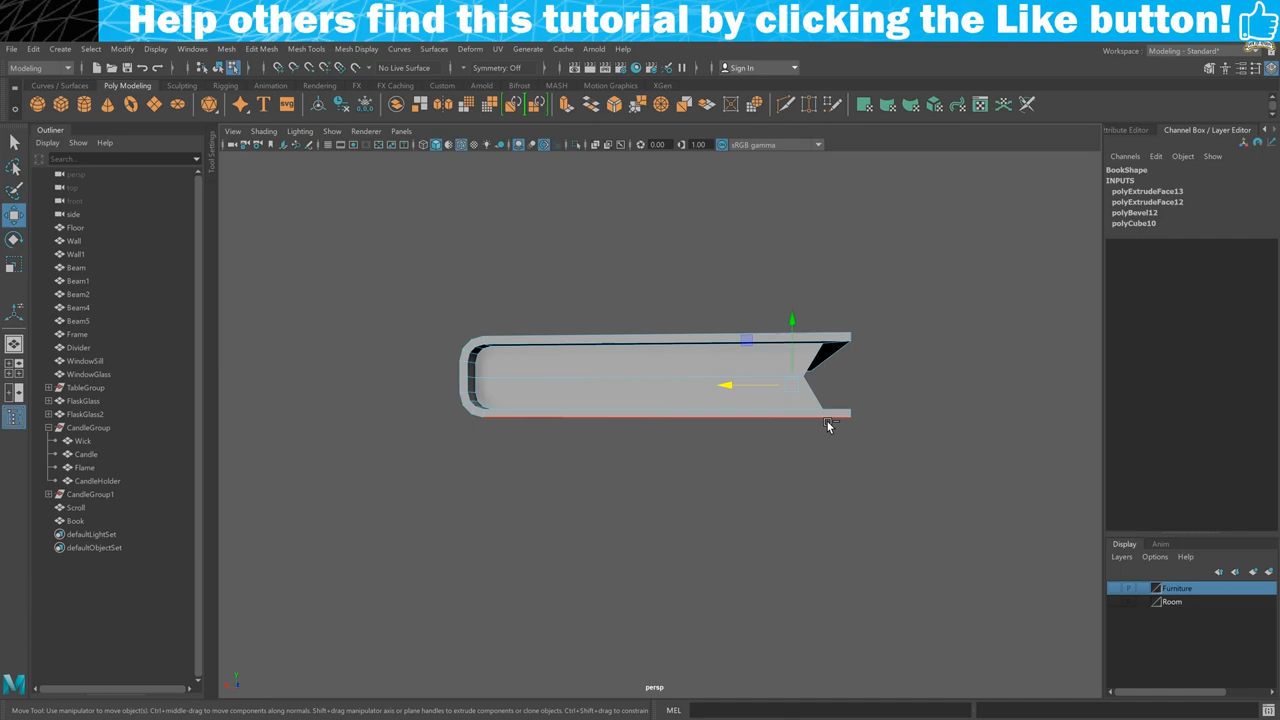 Help others find this tutorial by clicking the Like button!
File Edit Create Select Modify Display Windows Mesh Edit Mesh Mesh Tools Mesh Display Curves Surfaces Deform UV Generate Cache Arnold Help
Workspace : Modeling - Standard*
Modeling No Live Surface Symmetry: Off Sign In
Curves / Surfaces Poly Modeling Sculpting Rigging Animation Rendering FX FX Caching Custom Arnold Bifrost MASH Motion Graphics XGen
Outliner
Display Show Help
Search...
persp
top
front
side
Floor
Wall
Wall1
Beam
Beam1
Beam2
Beam4
Beam5
Frame
Divider
WindowSill
WindowGlass
TableGroup
FlaskGlass
FlaskGlass2
CandleGroup
Wick
Candle
Flame
CandleHolder
CandleGroup1
Scroll
Book
defaultLightSet
defaultObjectSet
Tool Settings
View Shading Lighting Show Renderer Panels
0.00 1.00 sRGB gamma
persp
ttribute Editor Channel Box / Layer Editor
Channels Edit Object Show
BookShape
INPUTS
polyExtrudeFace13
polyExtrudeFace12
polyBevel12
polyCube10
Display Anim
Layers Options Help
P Furniture
Room
Move Tool: Use manipulator to move object(s). Ctrl+middle-drag to move components along normals. Shift+drag manipulator axis or plane handles to extrude components or clone objects. Ctrl+Shift+drag to constrain
MEL